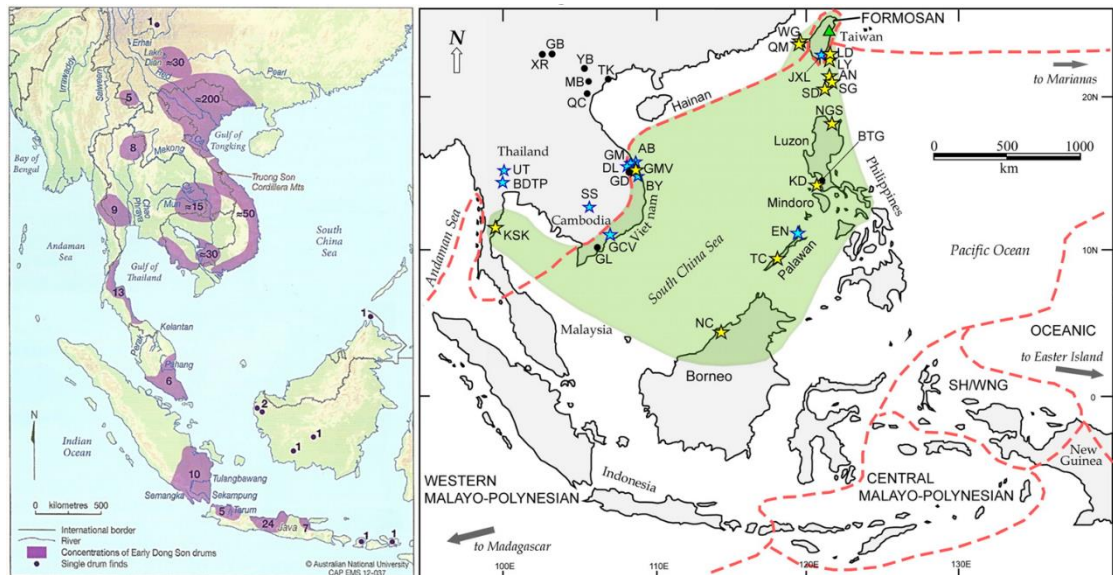 1
Erhai
Lake
Dian
≈30
Red
Pearl
Irrawaddy
Salween
5
≈200
Ca
Gulf of
Tongking
8
Mekong
Bay of
Bengal
Truong Son
Cordillera Mts
9
Chao
Phraya
Mun
≈15
≈50
≈30
Andaman
Sea
Gulf of
Thailand
South
China
Sea
13
Kelantan
Perak
Pahang
6
1
2
1
1
N
Indian
Ocean
10
Tulangbawang
Semangka
Sekampung
5
Tarum
24
Java
7
1
1
0 kilometres 500
International border
River
Concentrations of Early Dong Son drums
Single drum finds
© Australian National University
CAP EMS 12-037
N
GB
XR
YB
MB
TK
QC
WG
QM
FORMOSAN
Taiwan
LD
LY
JXL
AN
SG
SD
to Marianas
20N
Hainan
NGS
Luzon
BTG
Philippines
0 500 1000
km
Thailand
UT
BDTP
GM
AB
DL
GMV
GD
BY
SS
Cambodia
Viet nam
KD
Mindoro
Andaman Sea
KSK
GCV
GL
EN
TC
Palawan
10N
South China Sea
Pacific Ocean
NC
Malaysia
Borneo
OCEANIC
to Easter Island
SH/WNG
0
New
Guinea
WESTERN
MALAYO-POLYNESIAN
Indonesia
CENTRAL
MALAYO-POLYNESIAN
to Madagascar
100E
110E
120E
130E